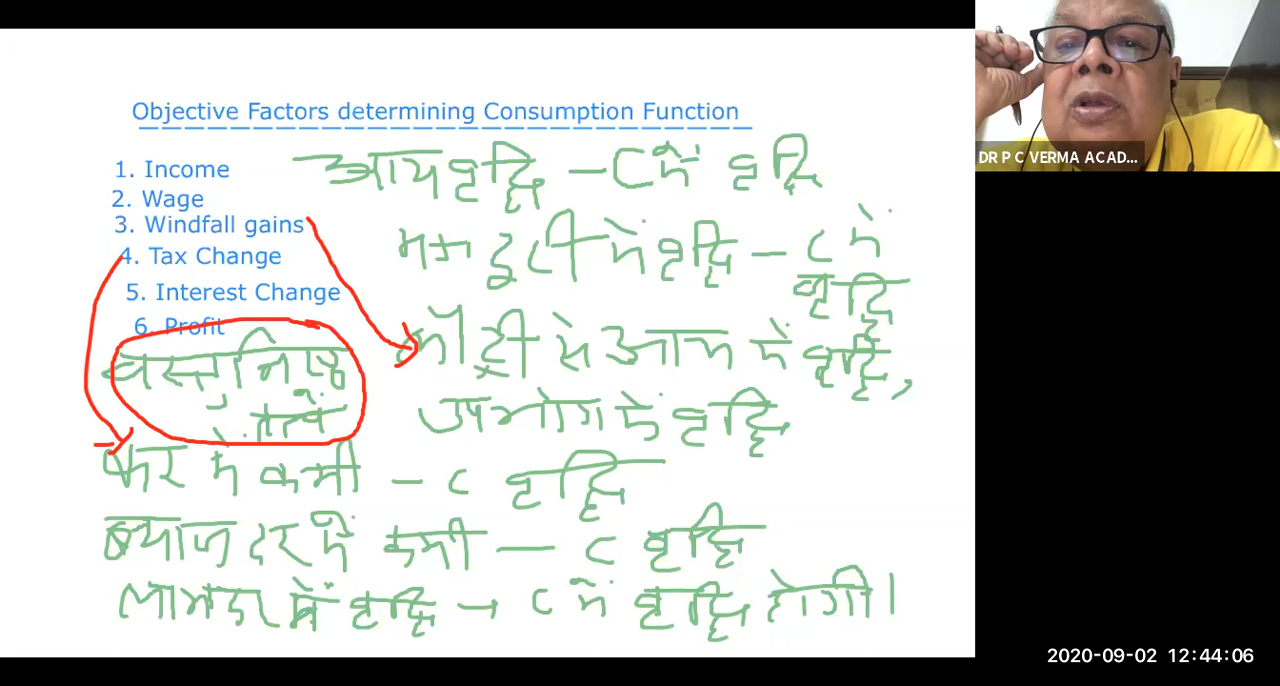 Objective Factors determining Consumption Function
1. Income
आय वृद्धि - C में वृद्धि
2. Wage
3. Windfall gains
मजदूरी में वृद्धि - C में
वृद्धि
4. Tax Change
5. Interest Change
6. Profit
लौट्री से आय में वृद्धि,
वस्तुनिष्ठ
उपभोग में वृद्धि
कर में कमी - C वृद्धि
ब्याज दर में कमी - C वृद्धि
लाभ दर में वृद्धि → C में वृद्धि होगी।
DR P C VERMA ACAD...
2020-09-02 12:44:06